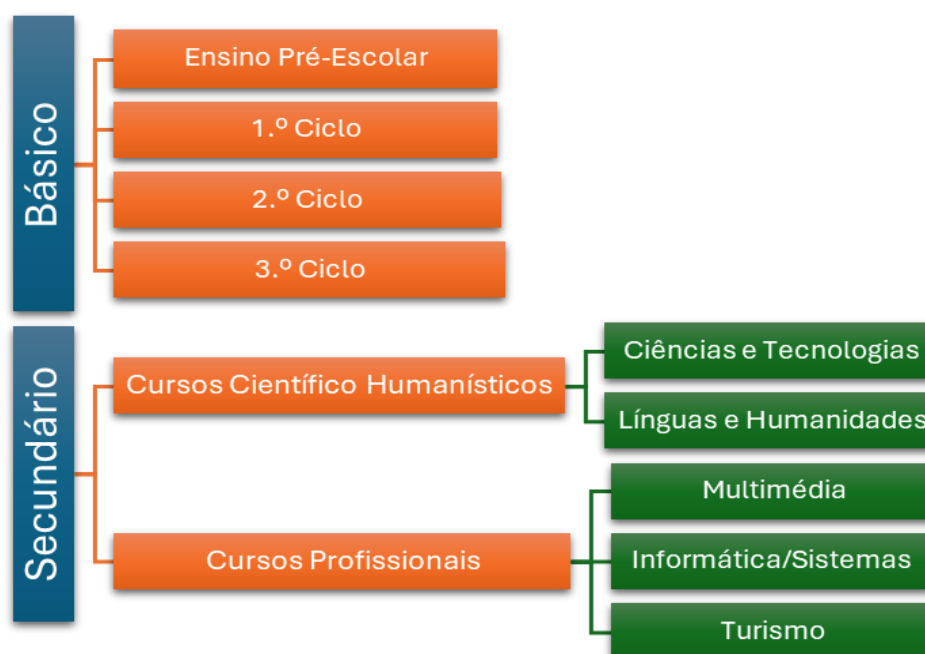 Básico
Ensino Pré-Escolar
1.º Ciclo
2.º Ciclo
3.º Ciclo
Secundário
Cursos Científico Humanísticos
Ciências e Tecnologias
Línguas e Humanidades
Cursos Profissionais
Multimédia
Informática/Sistemas
Turismo